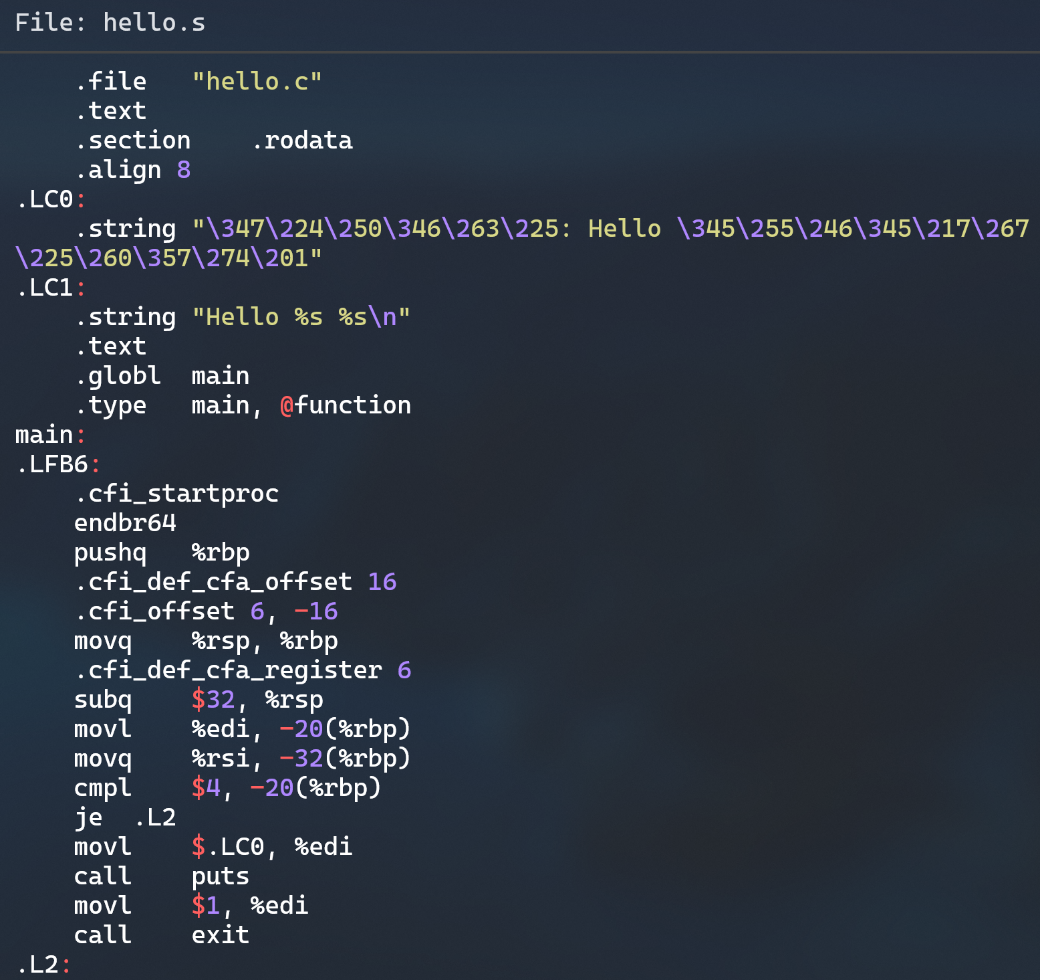 File: hello.s
.file "hello.c"
.text
.section .rodata
.align 8
.LC0:
.string "\347\224\250\346\263\225: Hello \345\255\246\345\217\267
\225\260\357\274\201"
.LC1:
.string "Hello %s %s\n"
.text
.globl main
.type main, @function
main:
.LFB6:
.cfi_startproc
endbr64
pushq %rbp
.cfi_def_cfa_offset 16
.cfi_offset 6, -16
movq %rsp, %rbp
.cfi_def_cfa_register 6
subq $32, %rsp
movl %edi, -20(%rbp)
movq %rsi, -32(%rbp)
cmpl $4, -20(%rbp)
je .L2
movl $.LC0, %edi
call puts
movl $1, %edi
call exit
.L2: